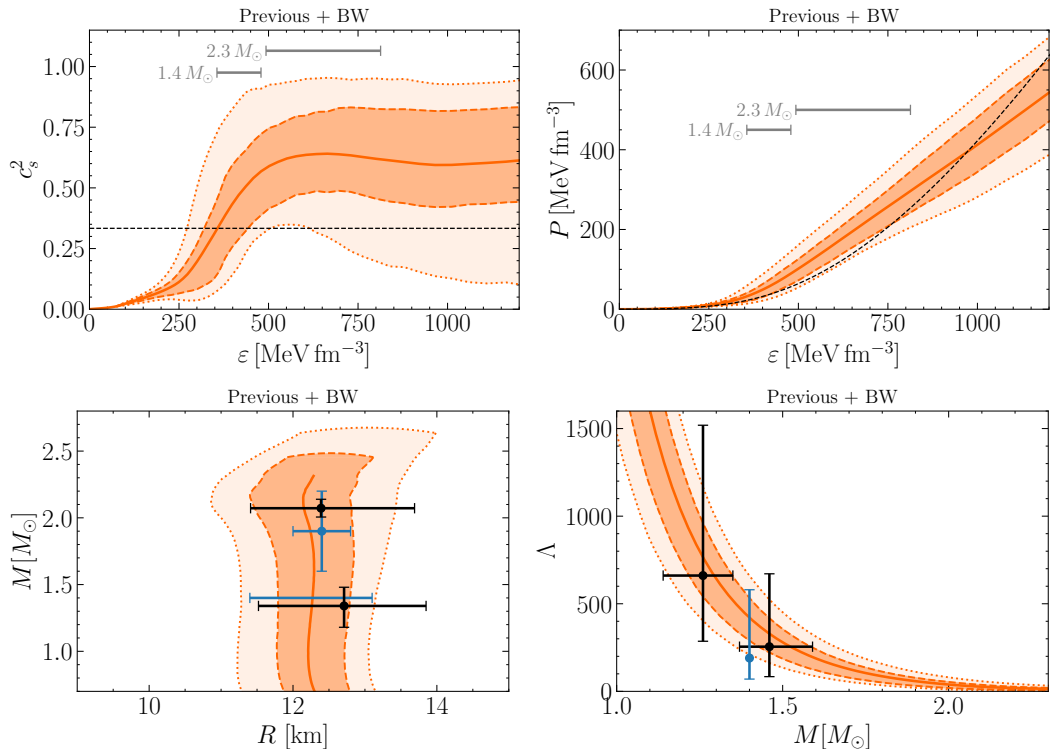 Previous + BW
2.3 M☉
1.4 M☉
1.00
0.75
0.50
0.25
0.00
c_s^2
0 250 500 750 1000
ε [MeV fm⁻³]
Previous + BW
600
400
200
0
P [MeV fm⁻³]
2.3 M☉
1.4 M☉
0 250 500 750 1000
ε [MeV fm⁻³]
Previous + BW
2.5
2.0
1.5
1.0
M [M☉]
10 12 14
R [km]
Previous + BW
1500
1000
500
0
Λ
1.0 1.5 2.0
M [M☉]